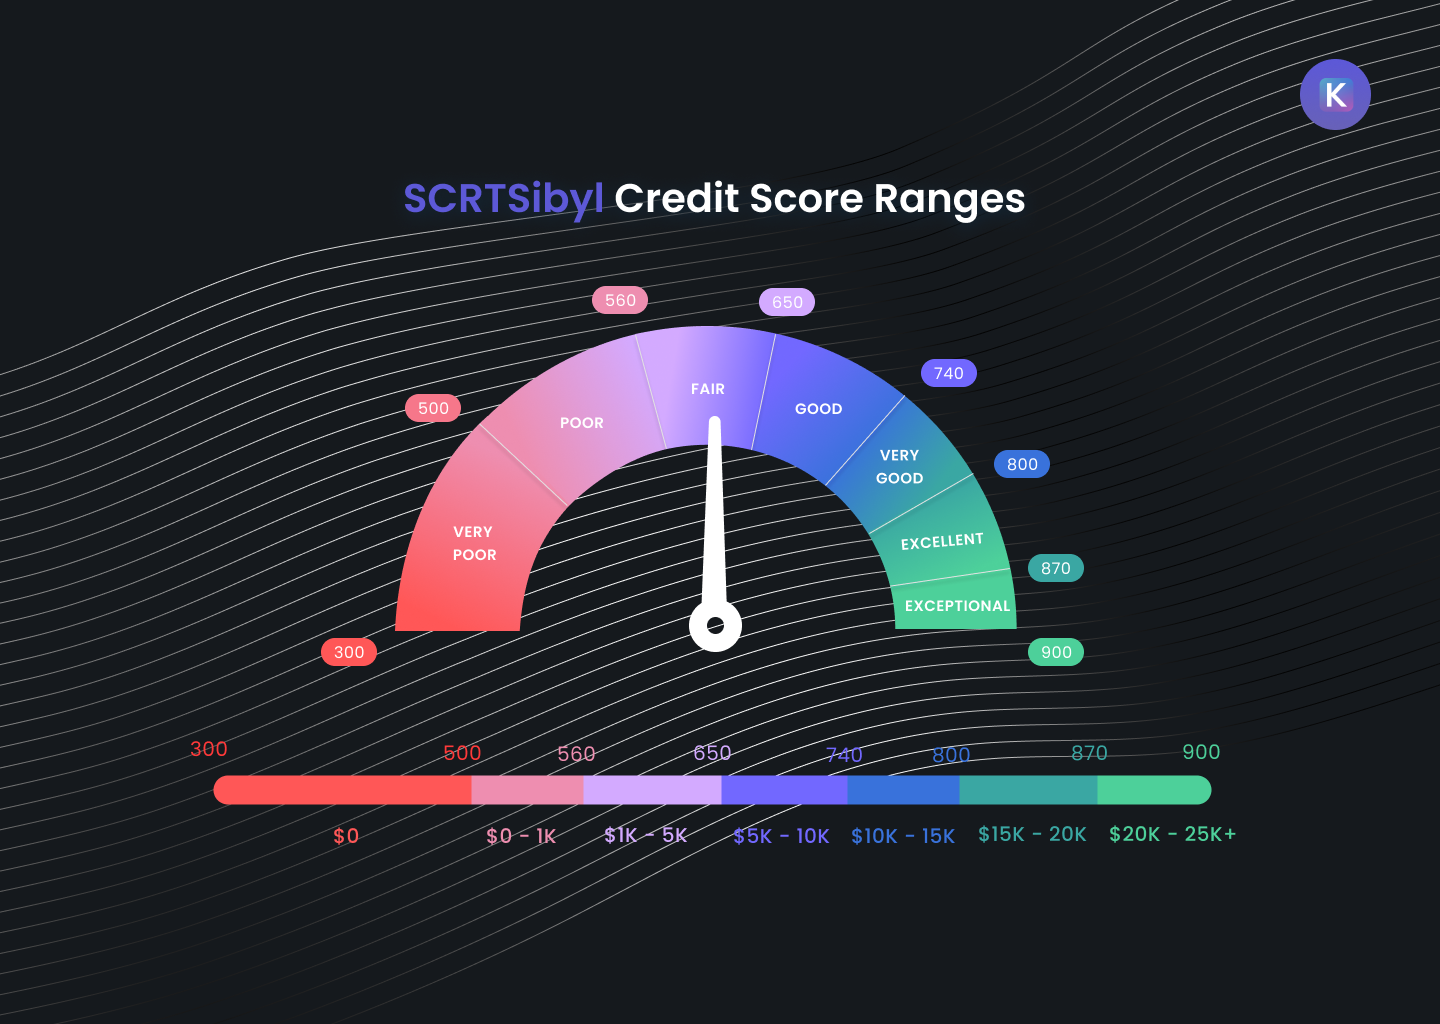 K
SCRTSibyl Credit Score Ranges
560
650
740
500
FAIR
POOR
GOOD
VERY
GOOD
800
VERY
POOR
EXCELLENT
870
EXCEPTIONAL
300
900
300 500 560 650 740 800 870 900
$0 $0 - 1K $1K - 5K $5K - 10K $10K - 15K $15K - 20K $20K - 25K+